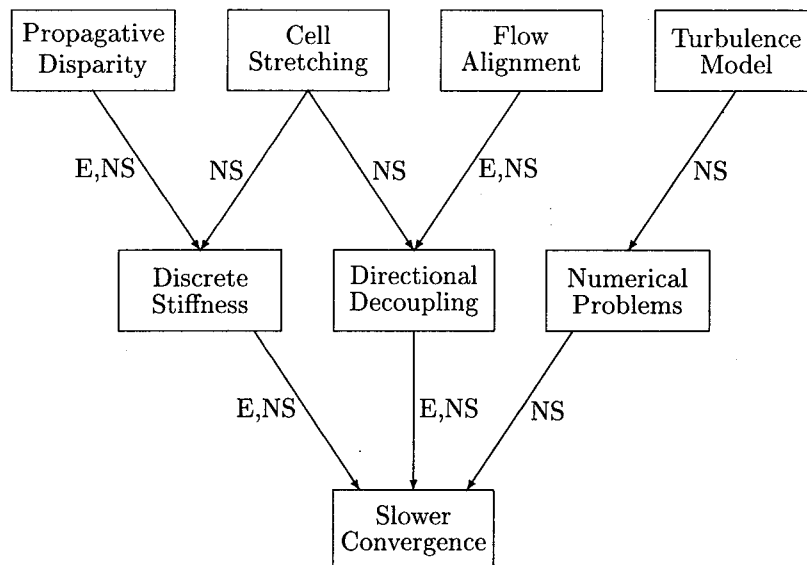 Propagative
Disparity
Cell
Stretching
Flow
Alignment
Turbulence
Model
E,NS
NS
NS
E,NS
NS
Discrete
Stiffness
Directional
Decoupling
Numerical
Problems
E,NS
E,NS
NS
Slower
Convergence